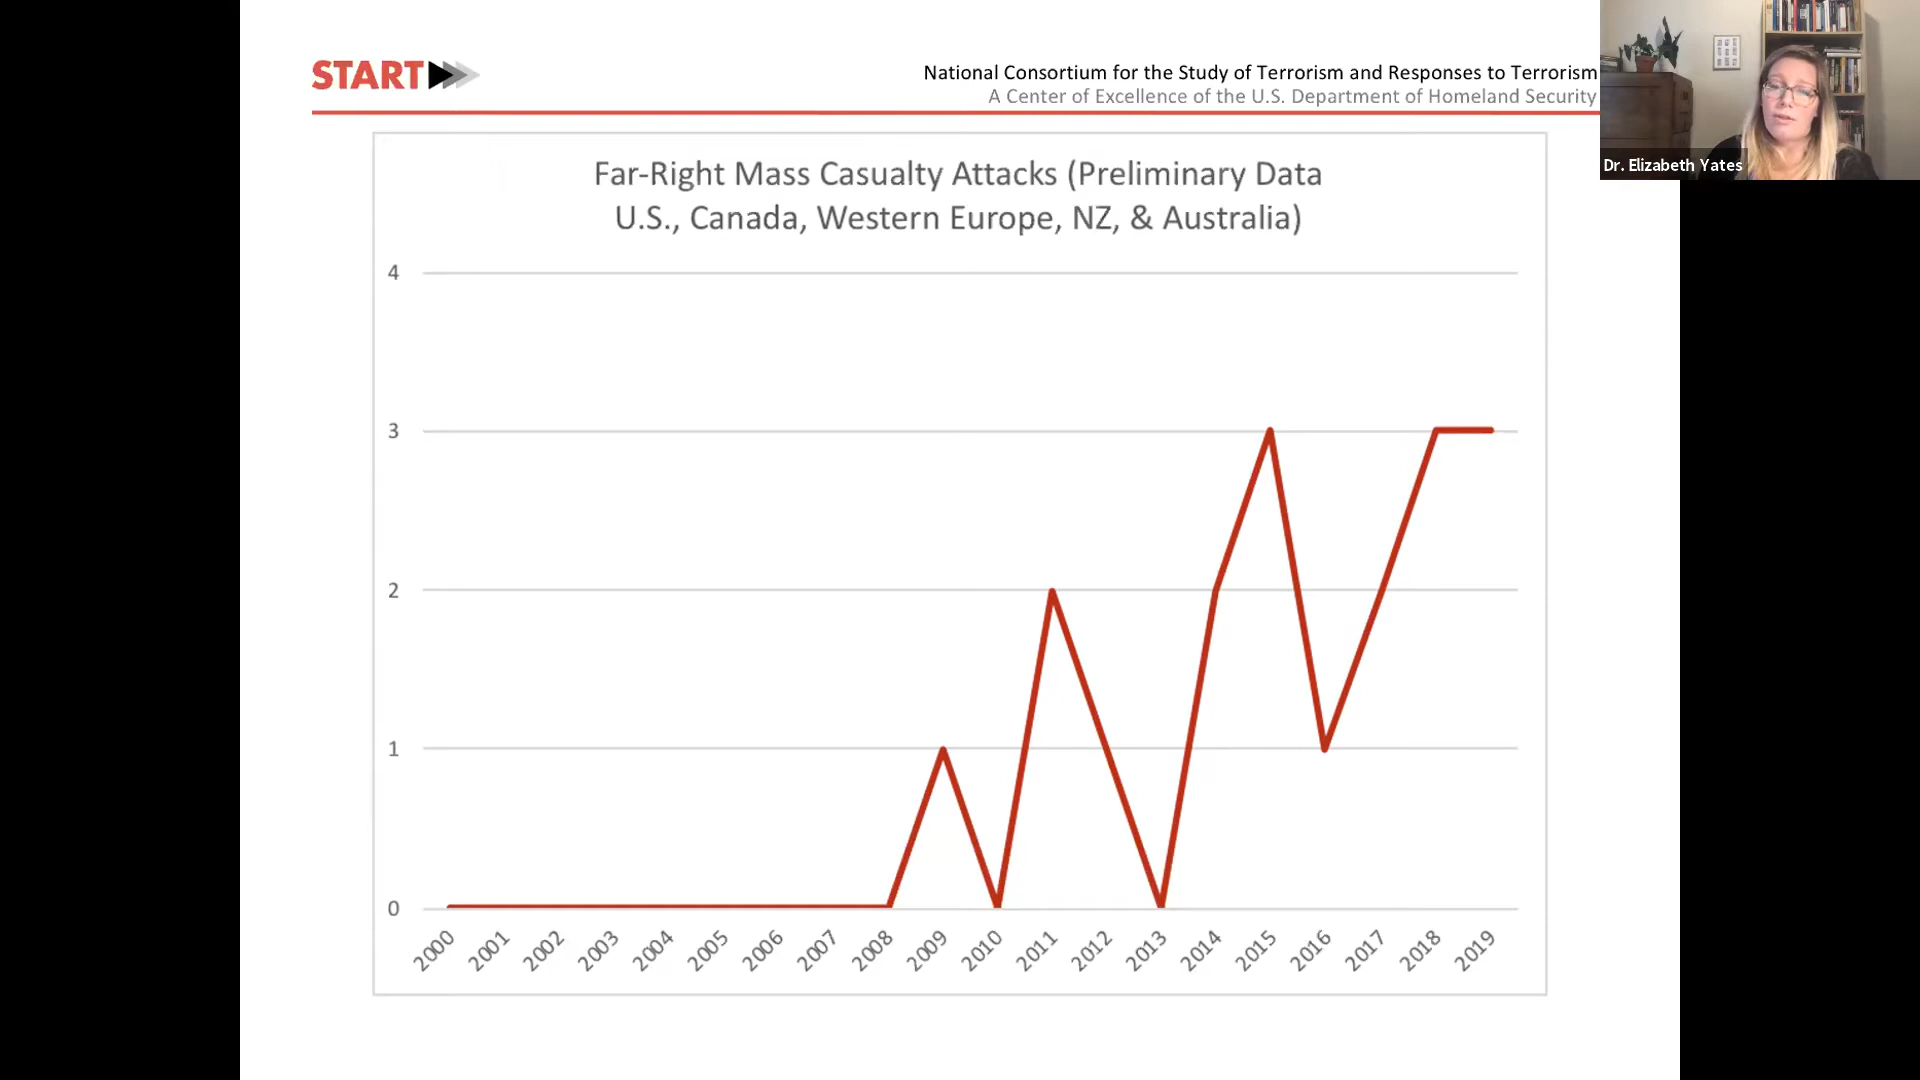 START
National Consortium for the Study of Terrorism and Responses to Terrorism
A Center of Excellence of the U.S. Department of Homeland Security
Dr. Elizabeth Yates
Far-Right Mass Casualty Attacks (Preliminary Data
U.S., Canada, Western Europe, NZ, & Australia)
4
3
2
1
0
2000 2001 2002 2003 2004 2005 2006 2007 2008 2009 2010 2011 2012 2013 2014 2015 2016 2017 2018 2019